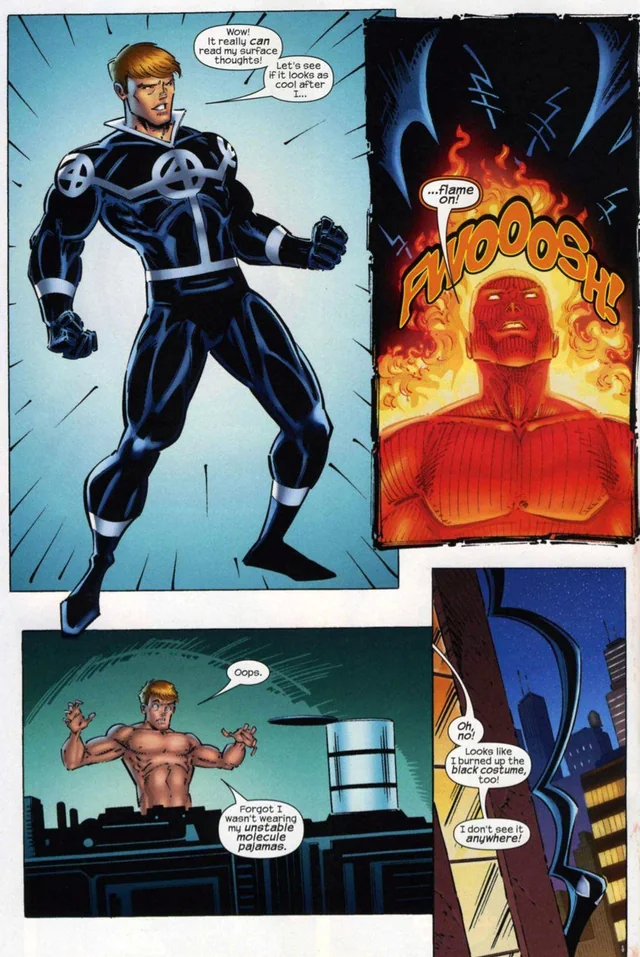 Wow!
It really can
read my surface
thoughts!
Let's see
if it looks as
cool after
I...
...flame
on!
FWOOOOSH!
Oops.
Forgot I
wasn't wearing
my unstable
molecule
pajamas.
Oh,
no!
Looks like
I burned up the
black costume,
too!
I don't see it
anywhere!